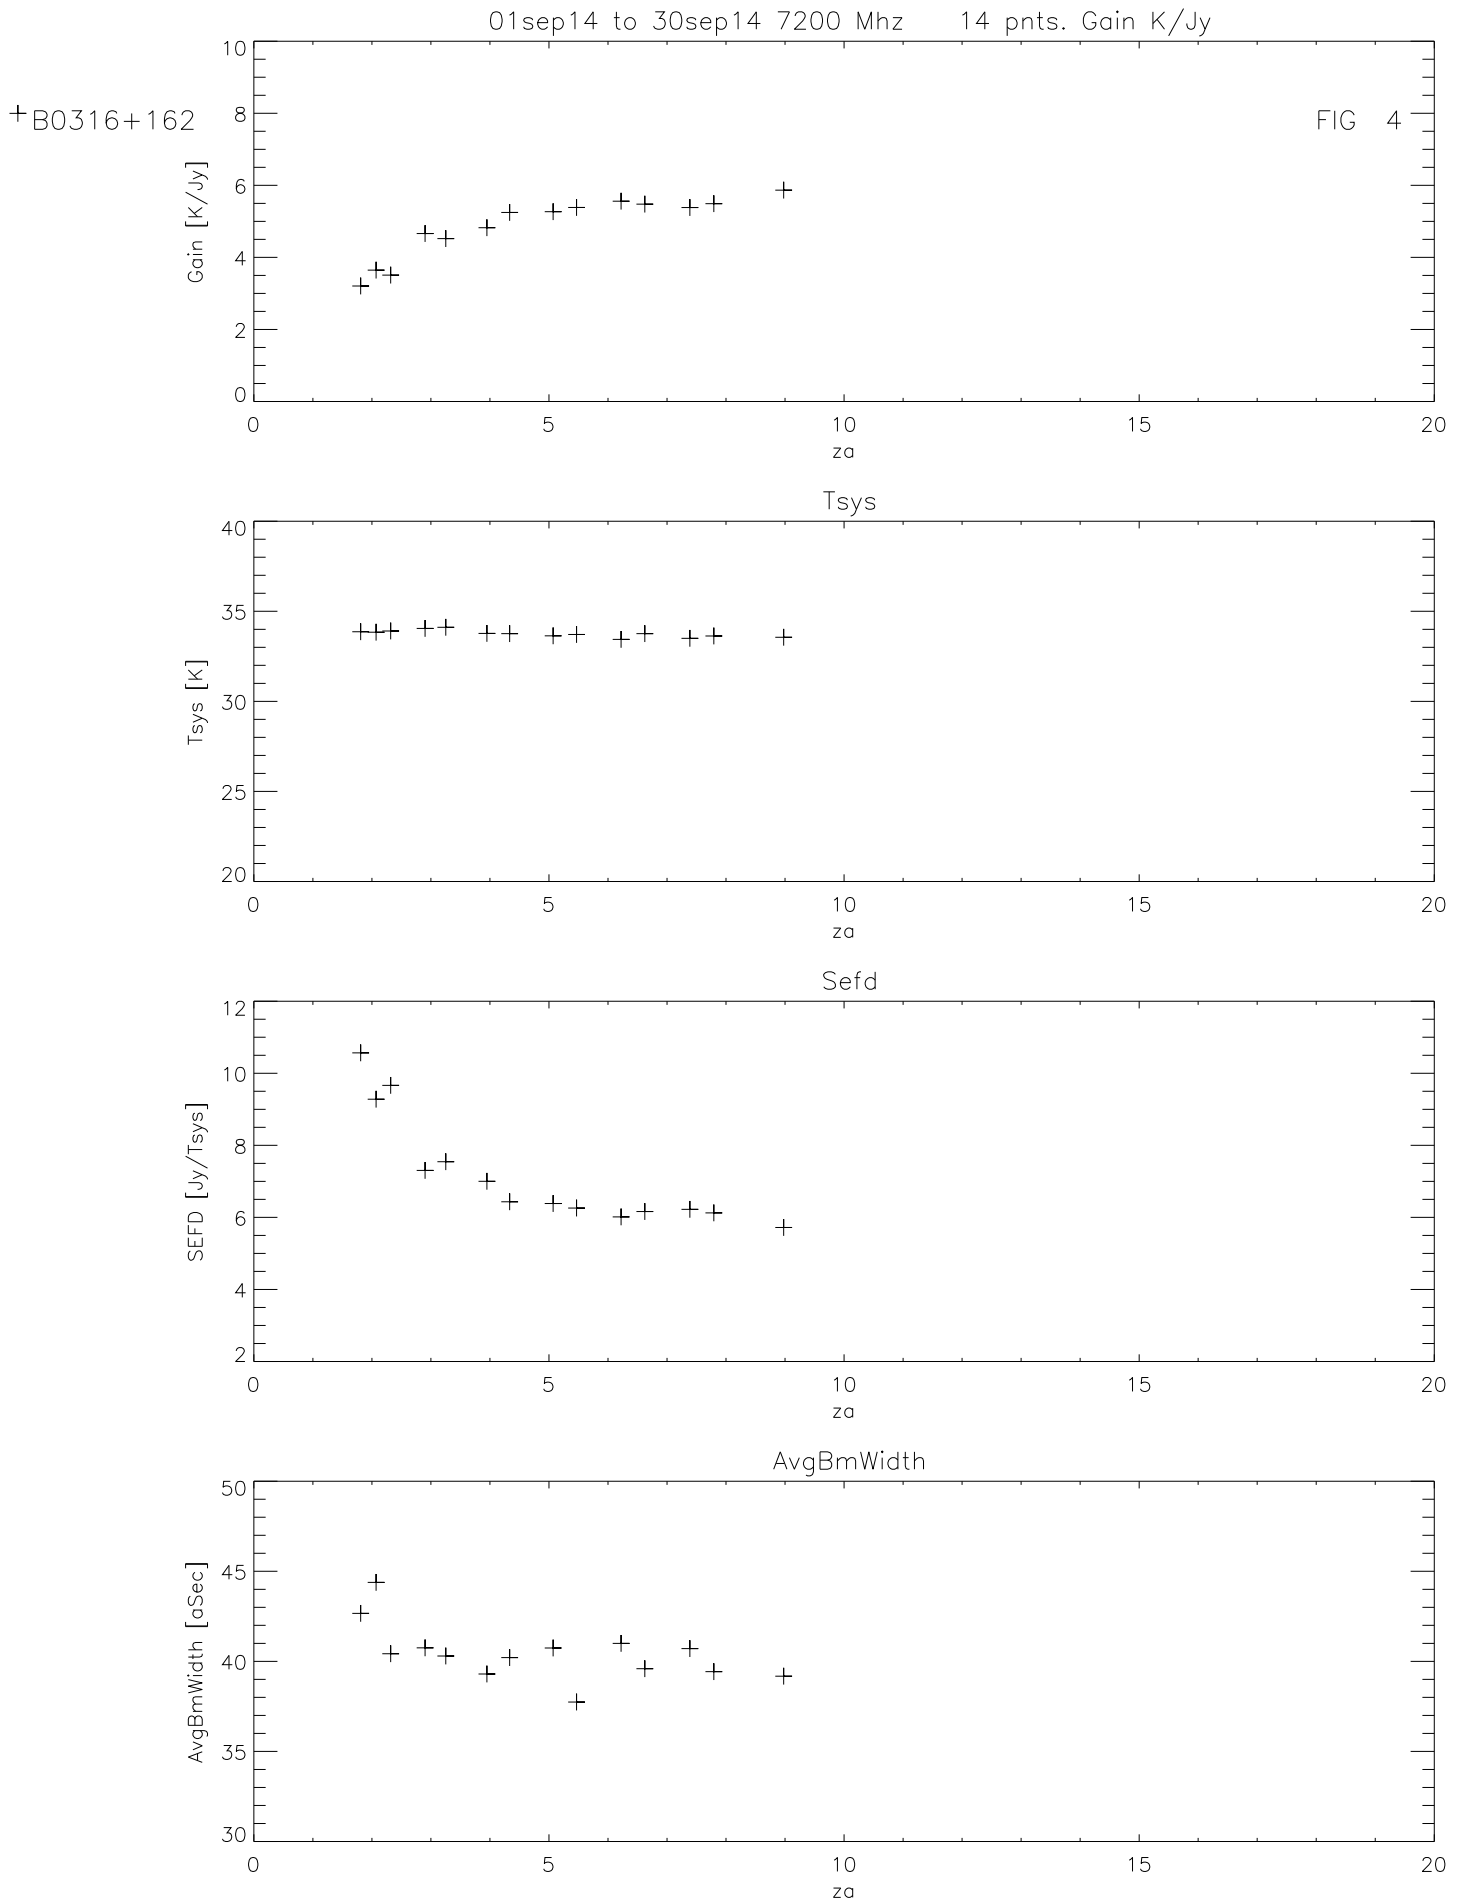 01sep14 to 30sep14 7200 Mhz 14 pnts. Gain K/Jy
+ B0316+162
FIG 4
Gain [K/Jy]
10
8
6
4
2
0
0 5 10 15 20
za
Tsys
Tsys [K]
40
35
30
25
20
0 5 10 15 20
za
Sefd
SEFD [Jy/Tsys]
12
10
8
6
4
2
0 5 10 15 20
za
AvgBmWidth
AvgBmWidth [aSec]
50
45
40
35
30
0 5 10 15 20
za